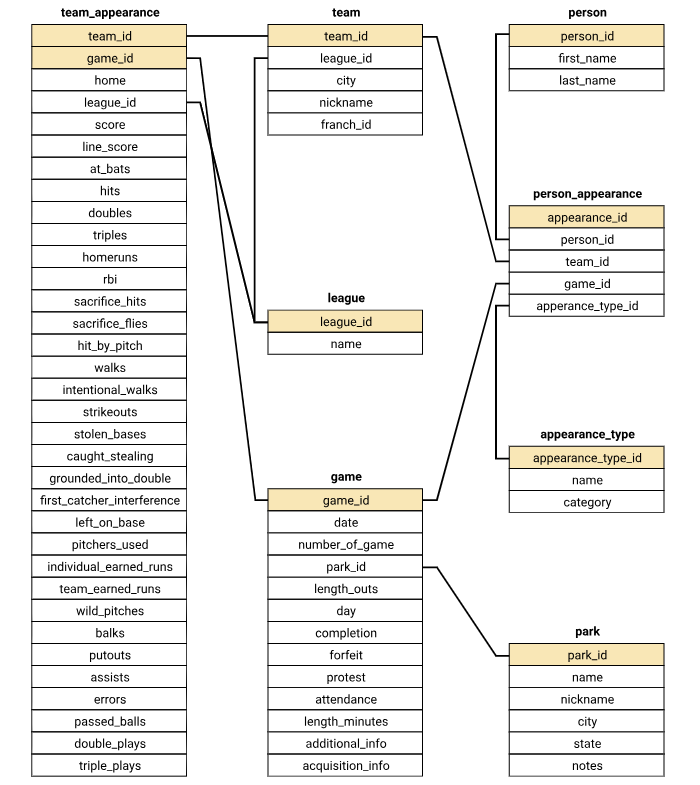 team_appearance
team_id
game_id
home
league_id
score
line_score
at_bats
hits
doubles
triples
homeruns
rbi
sacrifice_hits
sacrifice_flies
hit_by_pitch
walks
intentional_walks
strikeouts
stolen_bases
caught_stealing
grounded_into_double
first_catcher_interference
left_on_base
pitchers_used
individual_earned_runs
team_earned_runs
wild_pitches
balks
putouts
assists
errors
passed_balls
double_plays
triple_plays
team
team_id
league_id
city
nickname
franch_id
league
league_id
name
game
game_id
date
number_of_game
park_id
length_outs
day
completion
forfeit
protest
attendance
length_minutes
additional_info
acquisition_info
person
person_id
first_name
last_name
person_appearance
appearance_id
person_id
team_id
game_id
apperance_type_id
appearance_type
appearance_type_id
name
category
park
park_id
name
nickname
city
state
notes